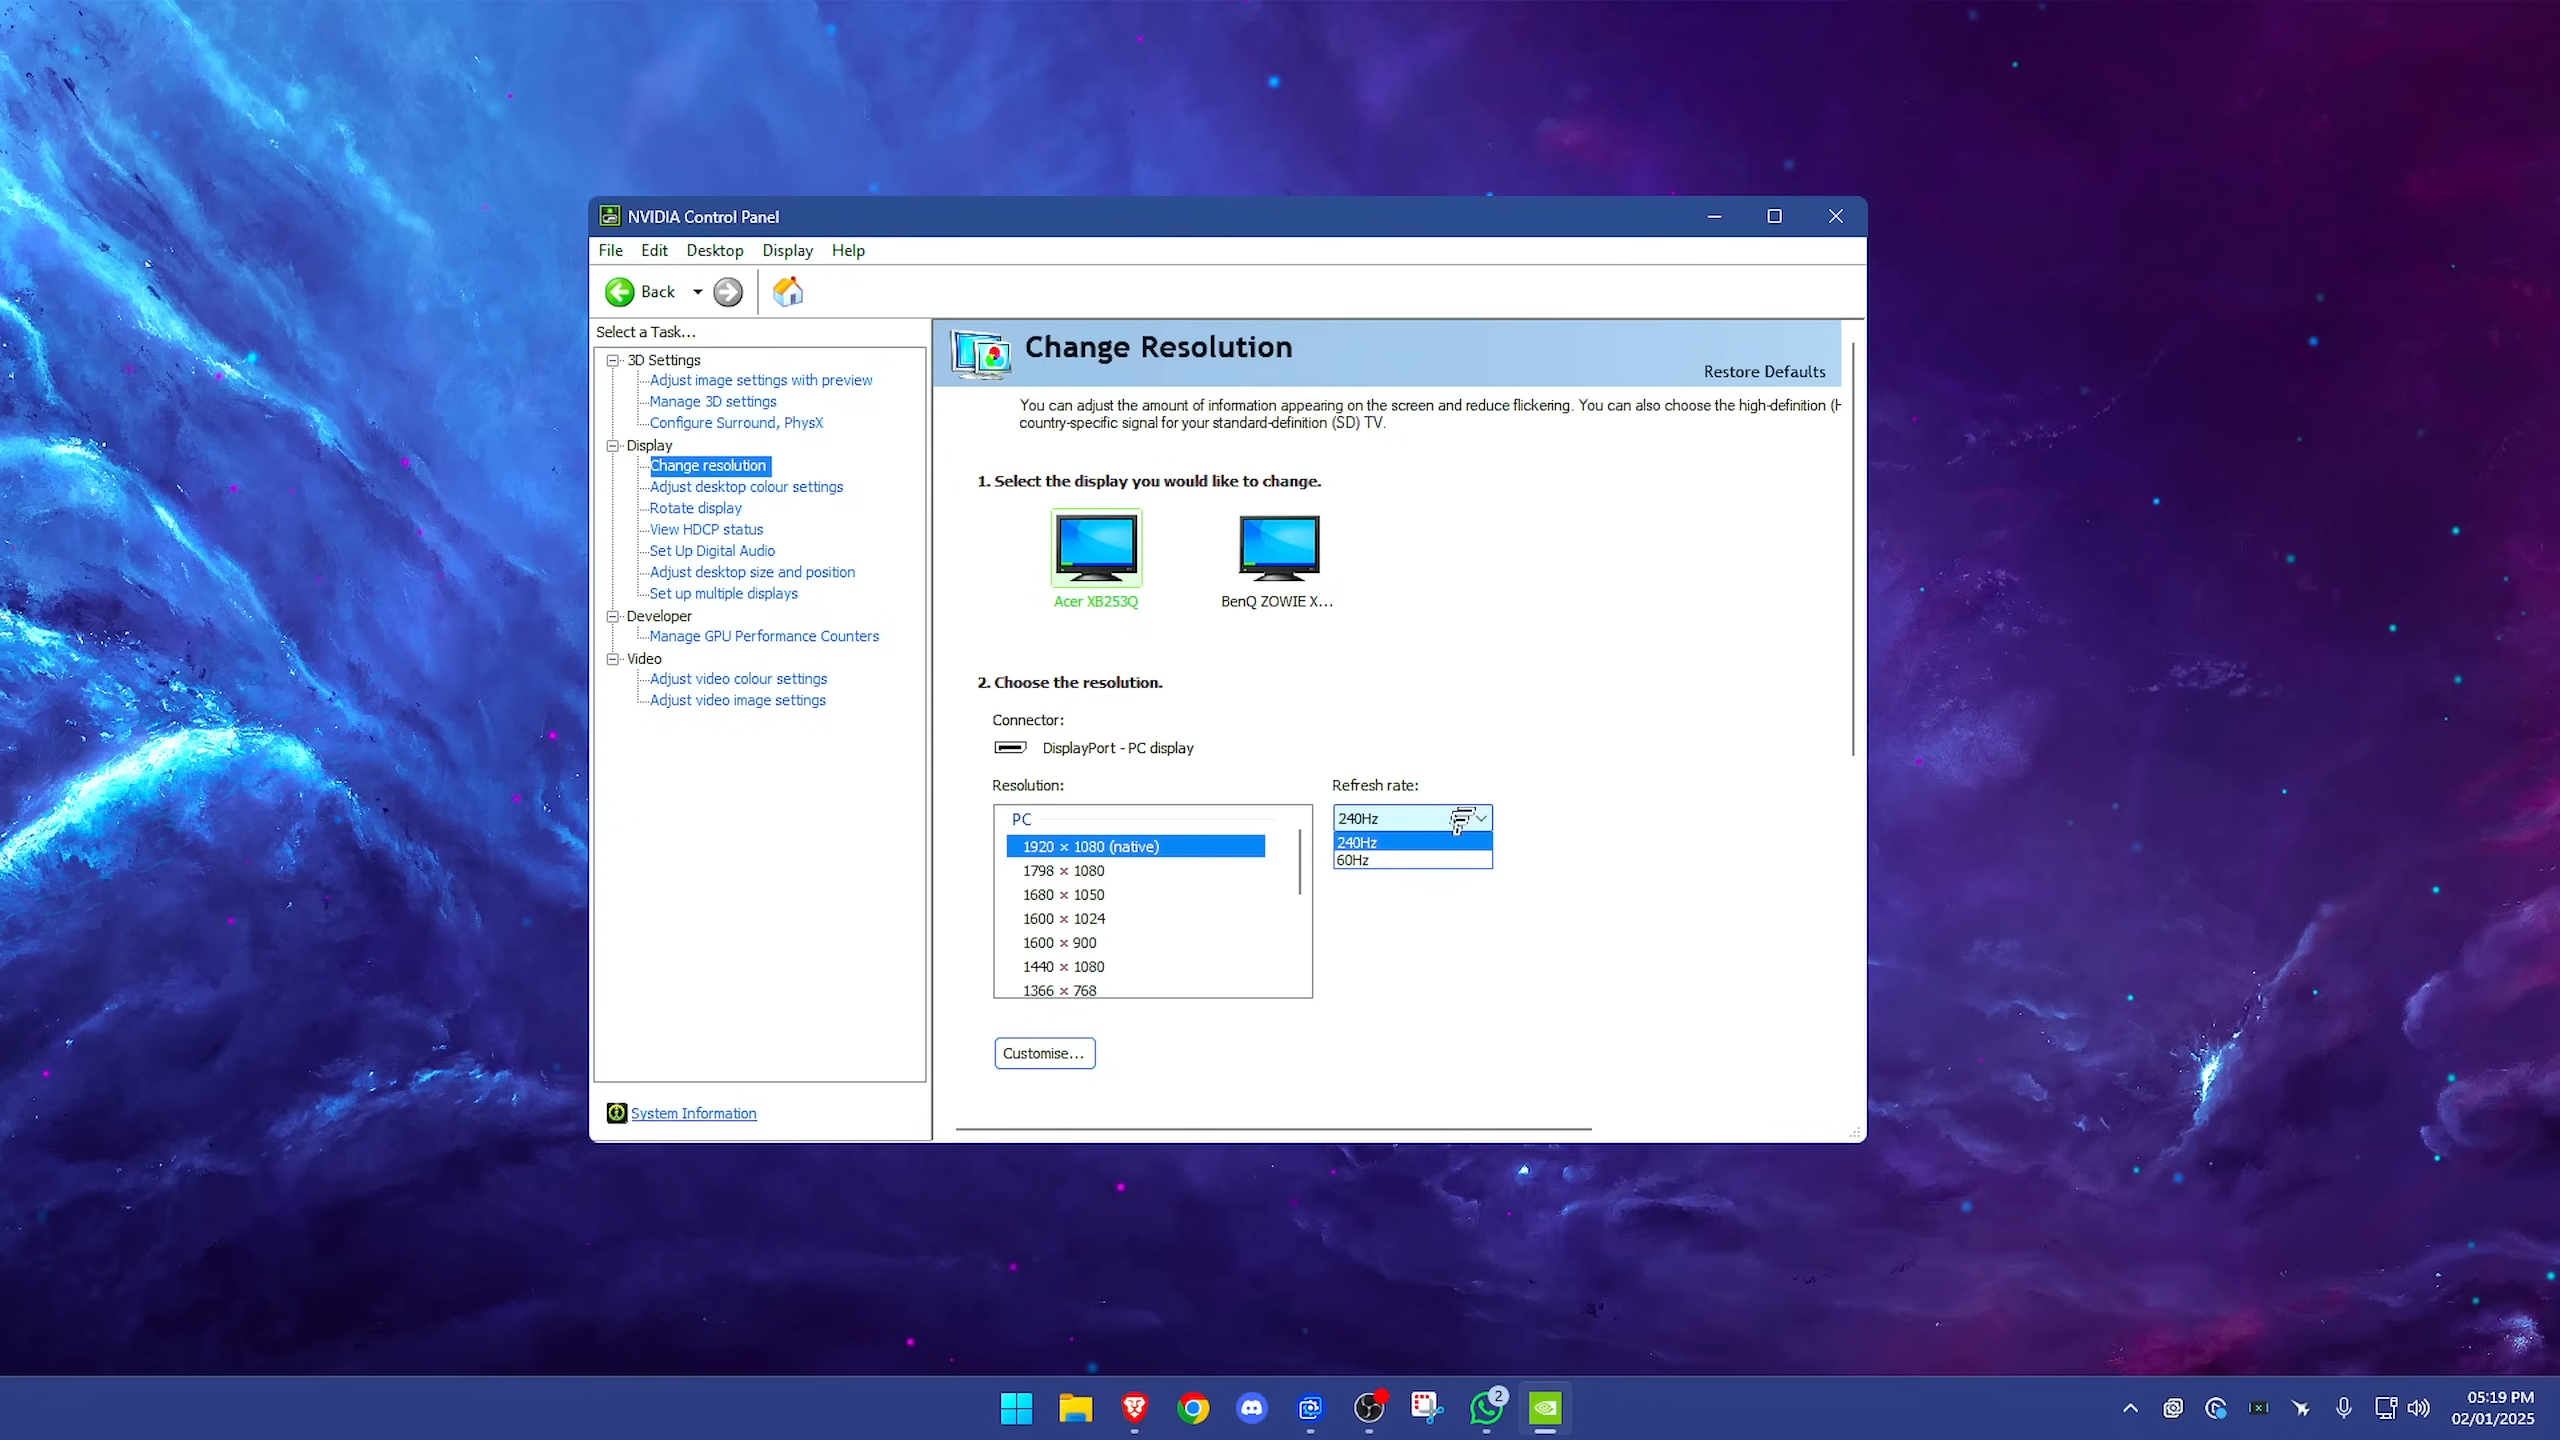 NVIDIA Control Panel
File Edit Desktop Display Help
Back
Select a Task...
3D Settings
Adjust image settings with preview
Manage 3D settings
Configure Surround, PhysX
Display
Change resolution
Adjust desktop colour settings
Rotate display
View HDCP status
Set Up Digital Audio
Adjust desktop size and position
Set up multiple displays
Developer
Manage GPU Performance Counters
Video
Adjust video colour settings
Adjust video image settings
System Information
Change Resolution
Restore Defaults
You can adjust the amount of information appearing on the screen and reduce flickering. You can also choose the high-definition (H
country-specific signal for your standard-definition (SD) TV.
1. Select the display you would like to change.
Acer XB253Q
BenQ ZOWIE X...
2. Choose the resolution.
Connector:
DisplayPort - PC display
Resolution:
PC
1920 × 1080 (native)
1798 × 1080
1680 × 1050
1600 × 1024
1600 × 900
1440 × 1080
1366 × 768
Refresh rate:
240Hz
240Hz
60Hz
Customise...
2
05:19 PM
02/01/2025